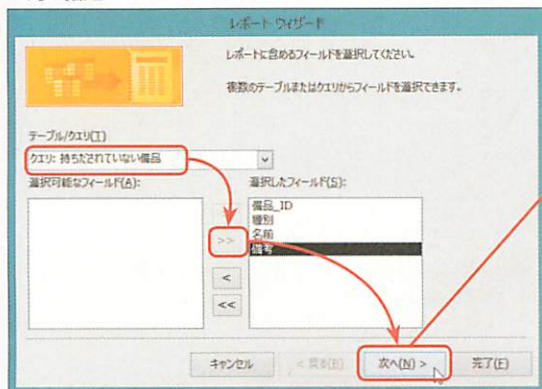 レポート ウィザード
レポートに含めるフィールドを選択してください。
複数のテーブルまたはクエリからフィールドを選択できます。
テーブル/クエリ(T)
クエリ: 持ちだされていない備品
選択可能なフィールド(A):
選択したフィールド(S):
備品_ID
種別
名前
備考
>>
<
<<
キャンセル
< 戻る(B)
次へ(N) >
完了(F)